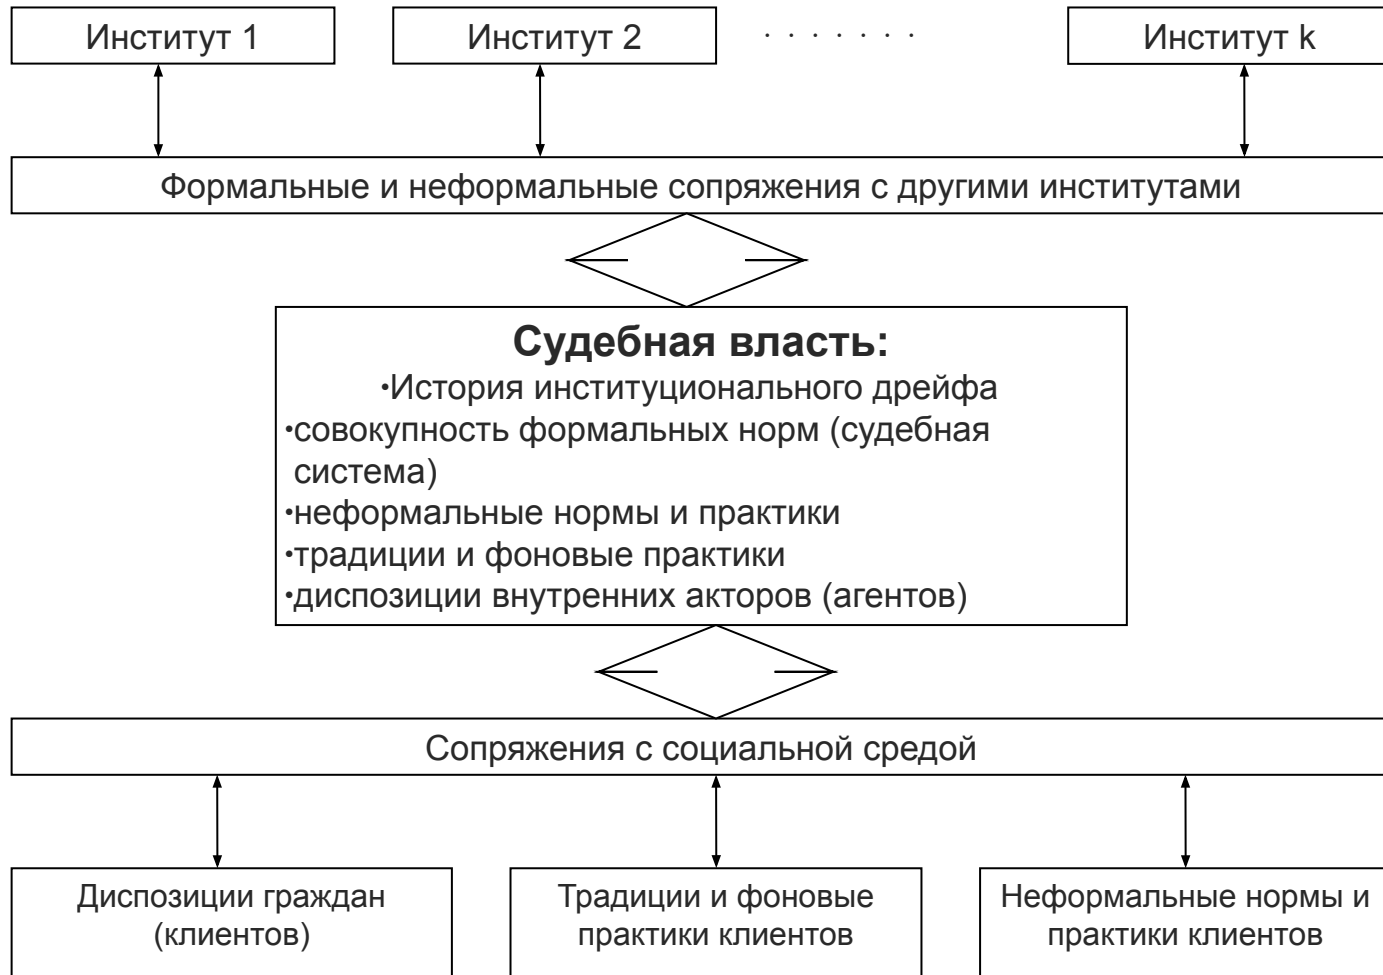 Институт 1
Институт 2
. . . . . . .
Институт k
Формальные и неформальные сопряжения с другими институтами
Судебная власть:
•История институционального дрейфа
•совокупность формальных норм (судебная
система)
•неформальные нормы и практики
•традиции и фоновые практики
•диспозиции внутренних акторов (агентов)
Сопряжения с социальной средой
Диспозиции граждан
(клиентов)
Традиции и фоновые
практики клиентов
Неформальные нормы и
практики клиентов